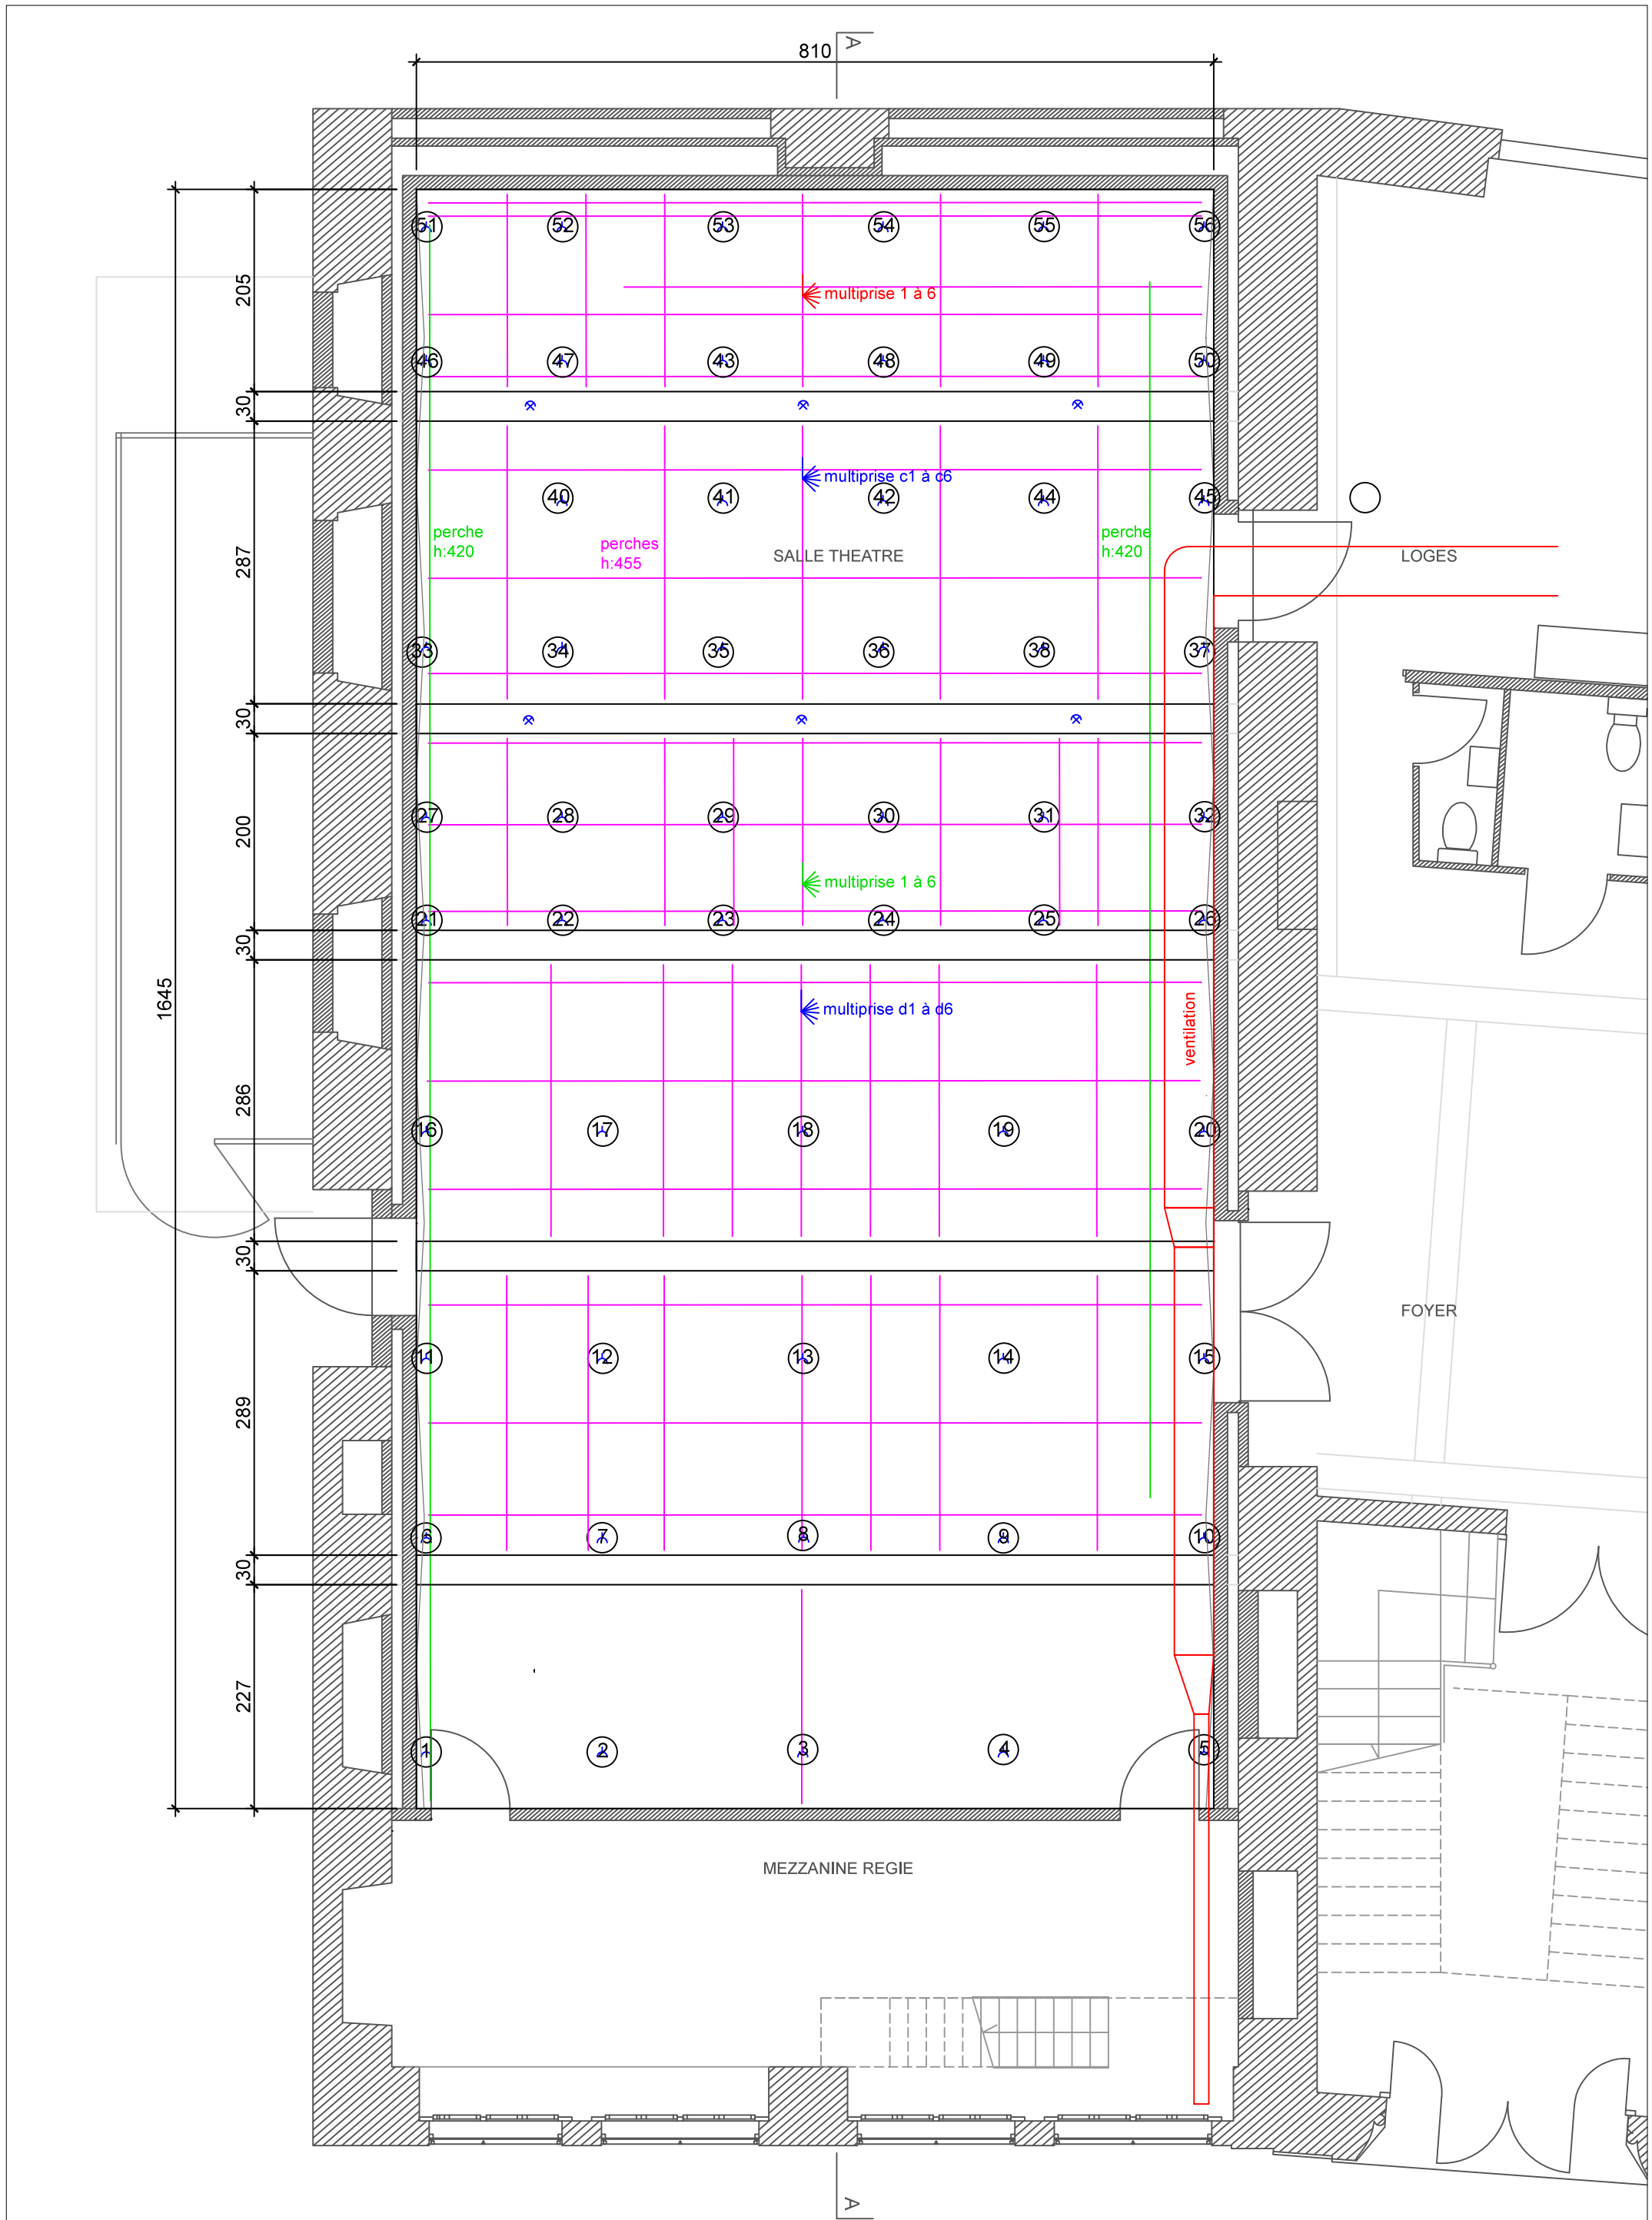 A
810
51 52 53 54 55 56
205
multiprise 1 à 6
46 47 43 48 49 50
30
multiprise c1 à c6
40 41 42 44 45
perche
h:420
perches
h:455
SALLE THEATRE
perche
h:420
LOGES
287
33 34 35 36 38 37
30
27 28 29 30 31 32
200
multiprise 1 à 6
21 22 23 24 25 26
30
1645
multiprise d1 à d6
ventilation
286
16 17 18 19 20
30
FOYER
11 12 13 14 15
289
6 7 8 9 10
30
227
1 2 3 4 5
MEZZANINE REGIE
A